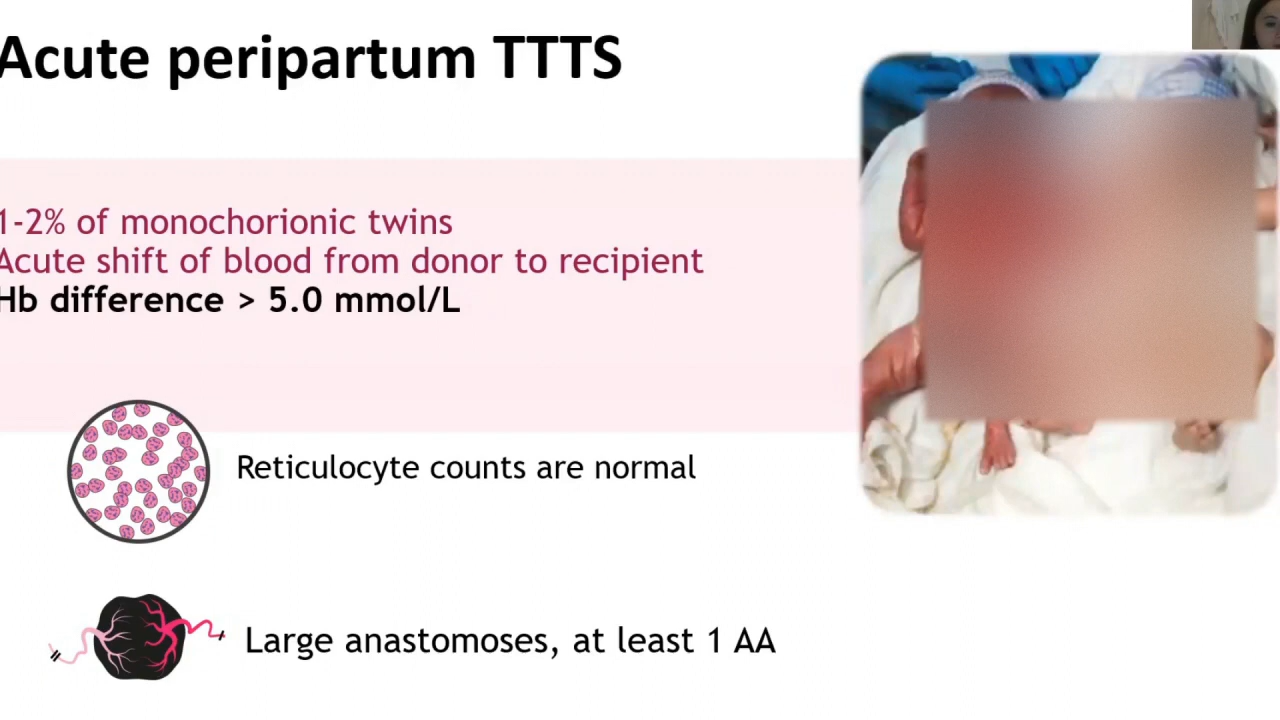 Acute peripartum TTTS
1-2% of monochorionic twins
Acute shift of blood from donor to recipient
Hb difference > 5.0 mmol/L
Reticulocyte counts are normal
Large anastomoses, at least 1 AA